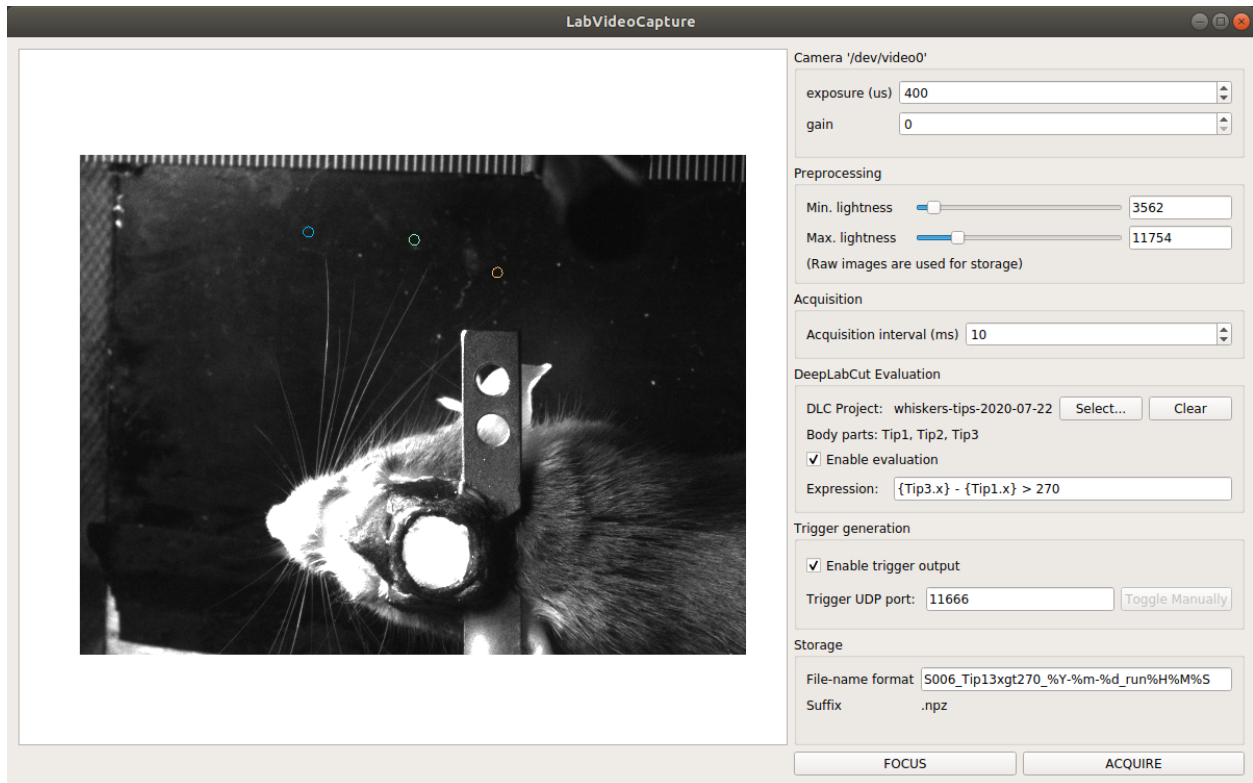 LabVideoCapture
Camera '/dev/video0'
exposure (us) 400
gain 0
Preprocessing
Min. lightness 3562
Max. lightness 11754
(Raw images are used for storage)
Acquisition
Acquisition interval (ms) 10
DeepLabCut Evaluation
DLC Project: whiskers-tips-2020-07-22 Select... Clear
Body parts: Tip1, Tip2, Tip3
Enable evaluation
Expression: {Tip3.x} - {Tip1.x} > 270
Trigger generation
Enable trigger output
Trigger UDP port: 11666 Toggle Manually
Storage
File-name format S006_Tip13xgt270_%Y-%m-%d_run%H%M%S
Suffix .npz
FOCUS ACQUIRE